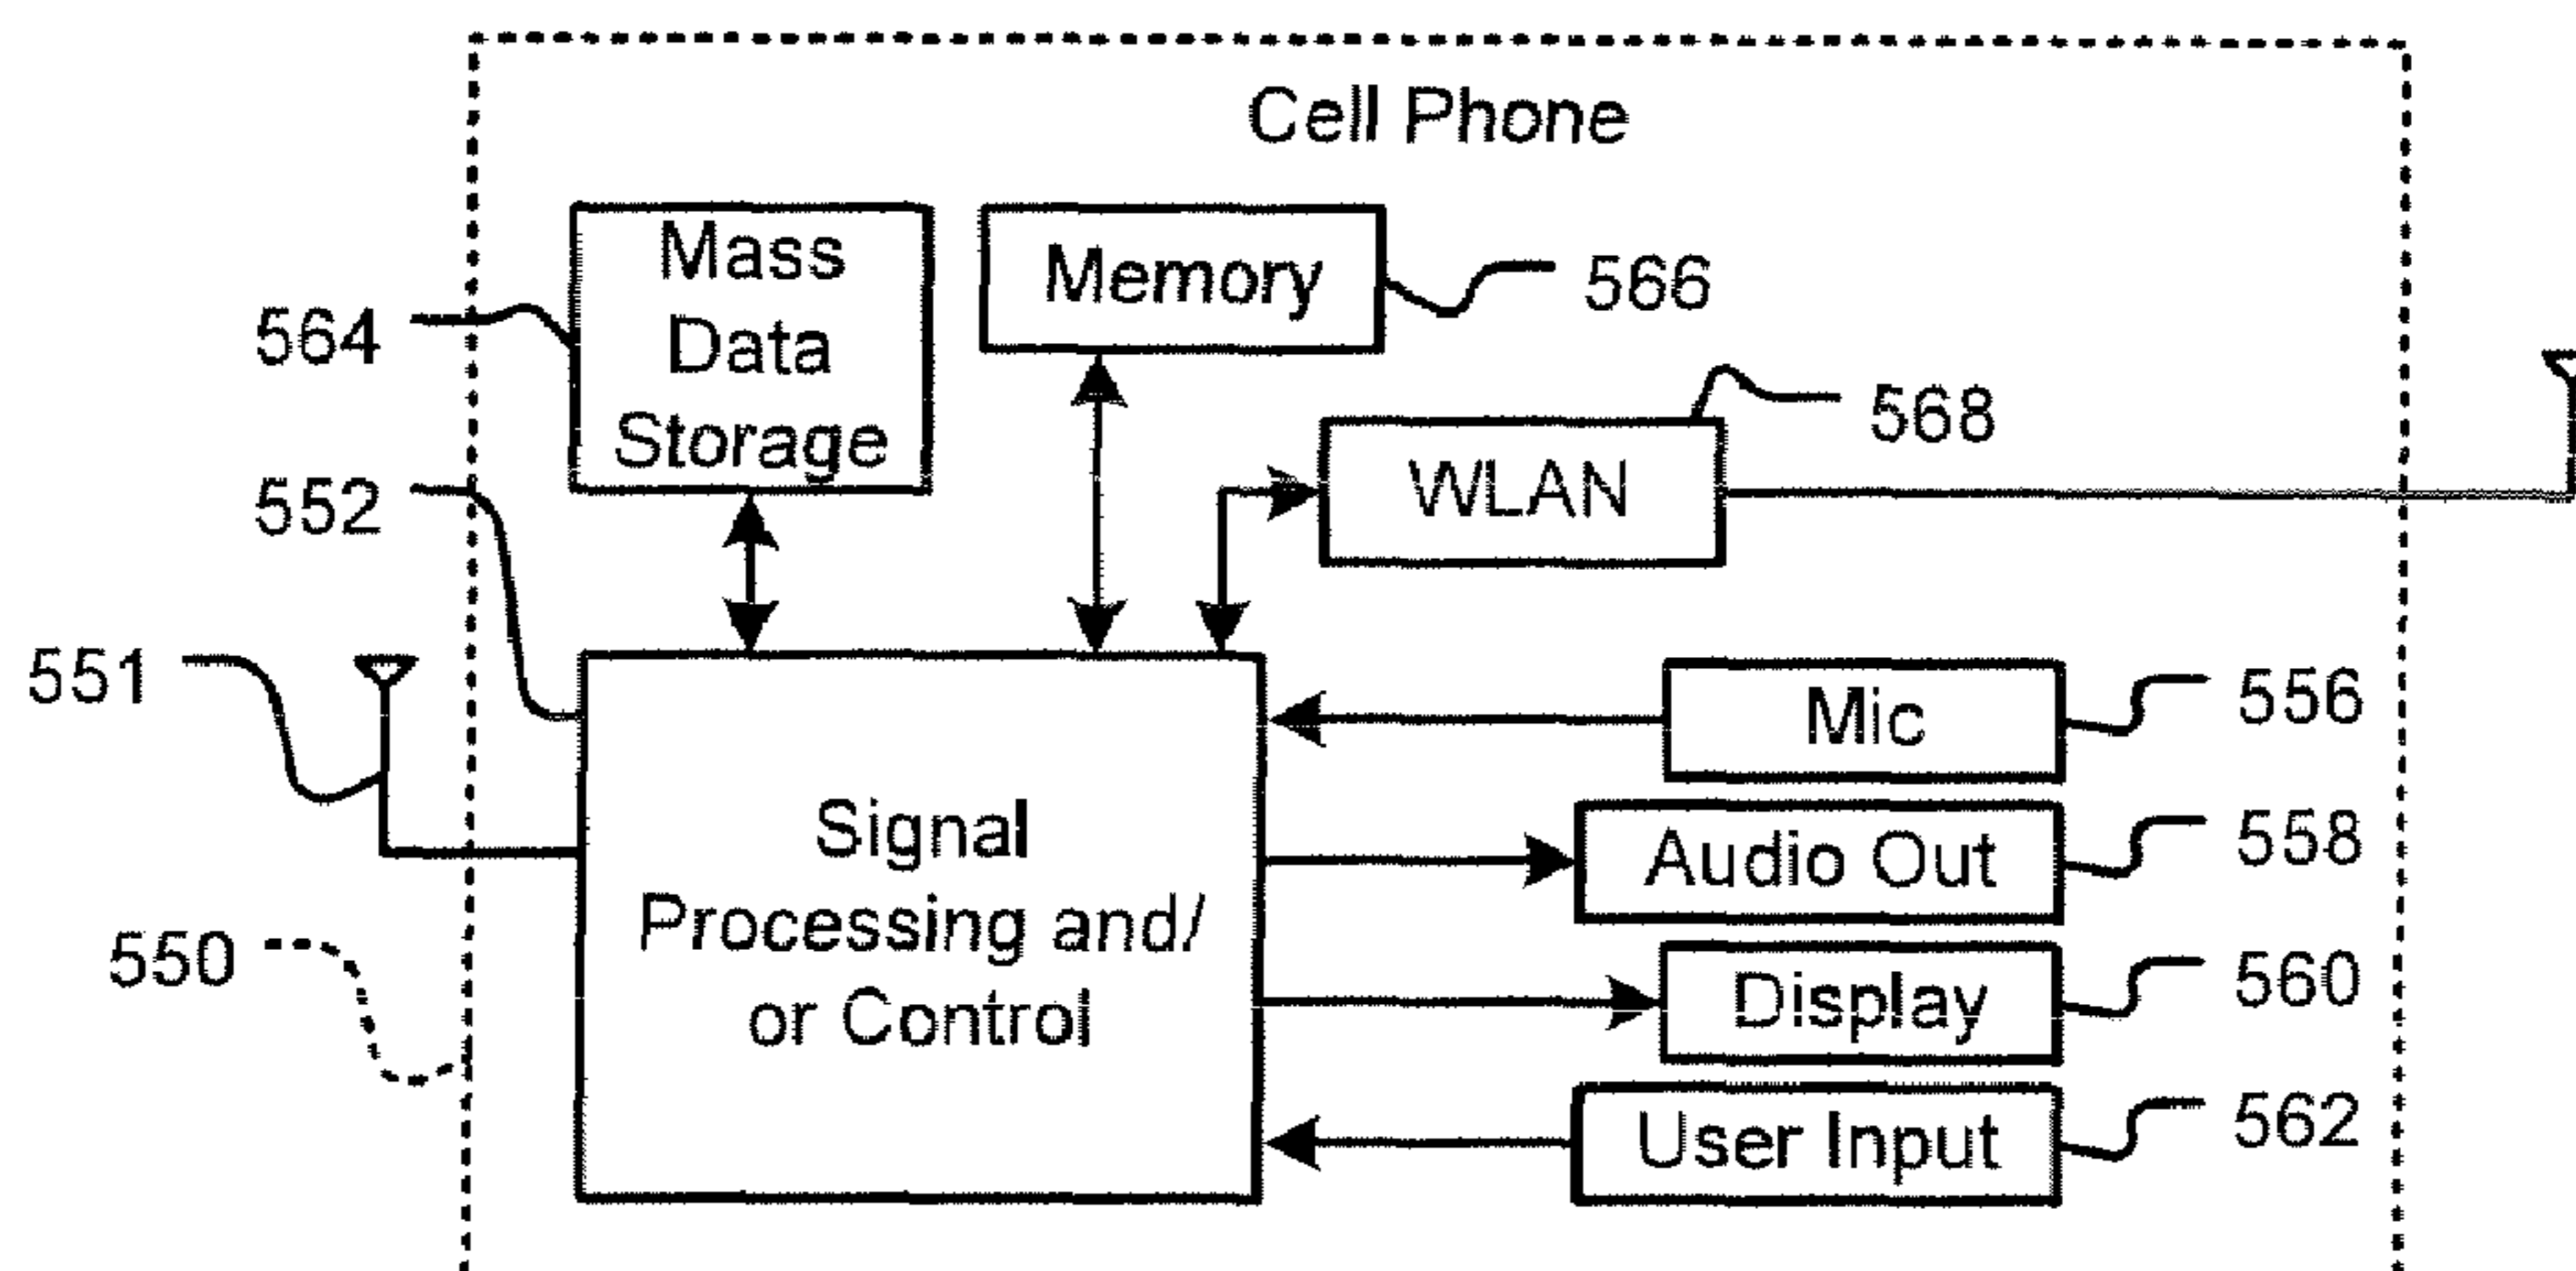 Cell Phone
Mass
Data
Storage
Memory
566
564
568
WLAN
552
551
Mic
556
Signal
Processing and/
or Control
Audio Out
558
550
Display
560
User Input
562